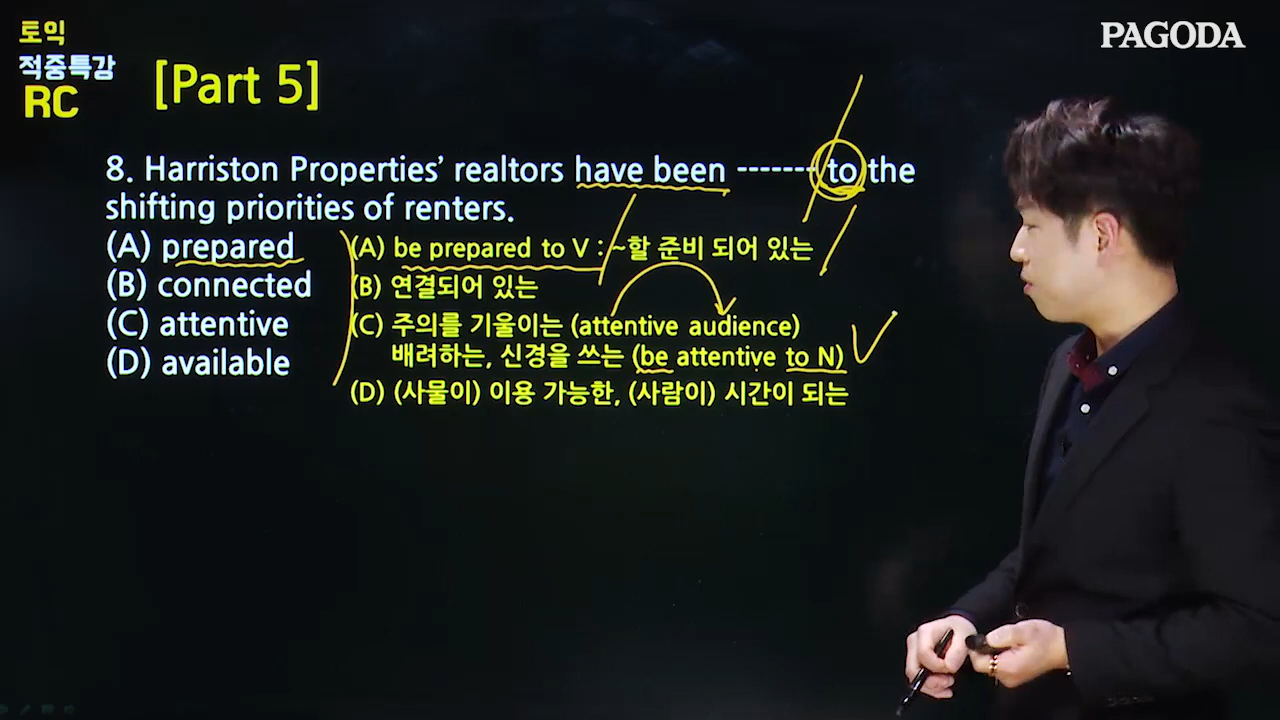 토익
적중특강
RC
[Part 5]
PAGODA
8. Harriston Properties’ realtors have been ------- to the
shifting priorities of renters.
(A) prepared
(B) connected
(C) attentive
(D) available
(A) be prepared to V : ~할 준비 되어 있는
(B) 연결되어 있는
(C) 주의를 기울이는 (attentive audience)
배려하는, 신경을 쓰는 (be attentive to N)
(D) (사물이) 이용 가능한, (사람이) 시간이 되는